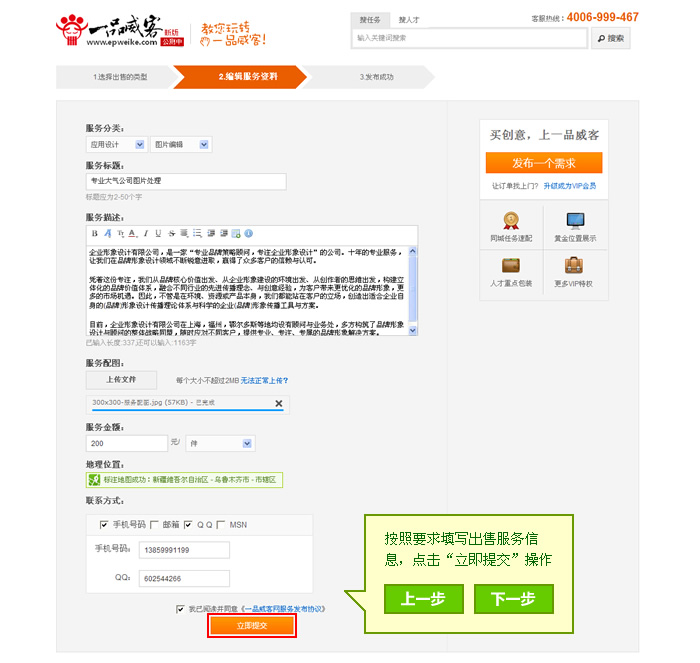 一品威客
新版
公测中
www.epweike.com
教您玩转
一品威客!
搜任务 搜人才
客服热线：4006-999-467
输入关键词搜索
搜索
1.选择出售的类型
2.编辑服务资料
3.发布成功
服务分类：
应用设计 图片编辑
服务标题：
专业大气公司图片处理
标题应为2-50个字
服务描述：
企业形象设计有限公司，是一家“专业品牌策略顾问，专注企业形象设计”的公司。十年的专业服务，
让我们在品牌形象设计领域不断锐意进取，赢得了众多客户的信赖与认可。
凭着这份专注，我们从品牌核心价值出发、从企业形象建设的环境出发、从创作着的思维出发，构建立
体化的品牌价值体系，融合不同行业的先进传播理念、与创意经验，为客户带来更优化的品牌形象，更
多的市场机遇。因此，不管是在环境、资源或产品本身，我们都能站在客户的立场，创造出适合企业自
身的(品牌)形象设计传播理论体系与科学的企业(品牌)形象传播工具与方案。
目前，企业形象设计有限公司在上海，福州，鄂尔多斯等地均设有顾问与业务处，多方构筑了品牌形象
设计与顾问的整体战略同盟，随时应对不同客户，提供专业、专注、专属的品牌形象解决方案。
已输入长度:337,还可以输入:1163字
服务配图：
上传文件 每个大小不超过2MB 无法正常上传?
300x300-服务配图.jpg (57KB) - 已完成
服务金额：
200 元/ 件
地理位置：
标注地图成功：新疆维吾尔自治区 - 乌鲁木齐市 - 市辖区
联系方式：
手机号码 邮箱 Q Q MSN
手机号码： 13859991199
QQ： 602544266
我已阅读并同意《一品威客网服务发布协议》
立即提交
买创意，上一品威客
发布一个需求
让订单找上门? 升级成为VIP会员
同城任务速配 黄金位置展示
人才重点包装 更多VIP特权
按照要求填写出售服务信
息，点击“立即提交”操作
上一步 下一步